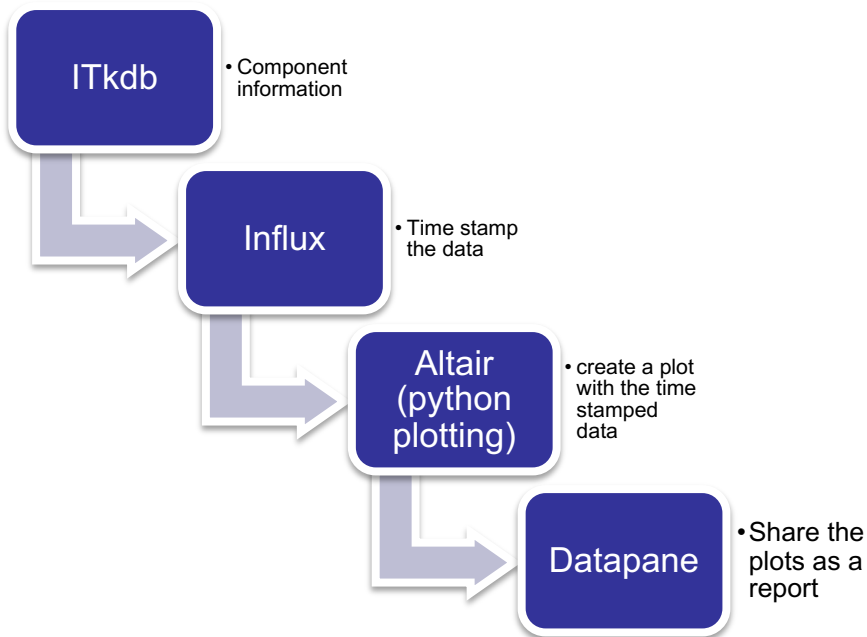 ITkdb
• Component
information
Influx
• Time stamp
the data
Altair
(python
plotting)
• create a plot
with the time
stamped
data
Datapane
• Share the
plots as a
report